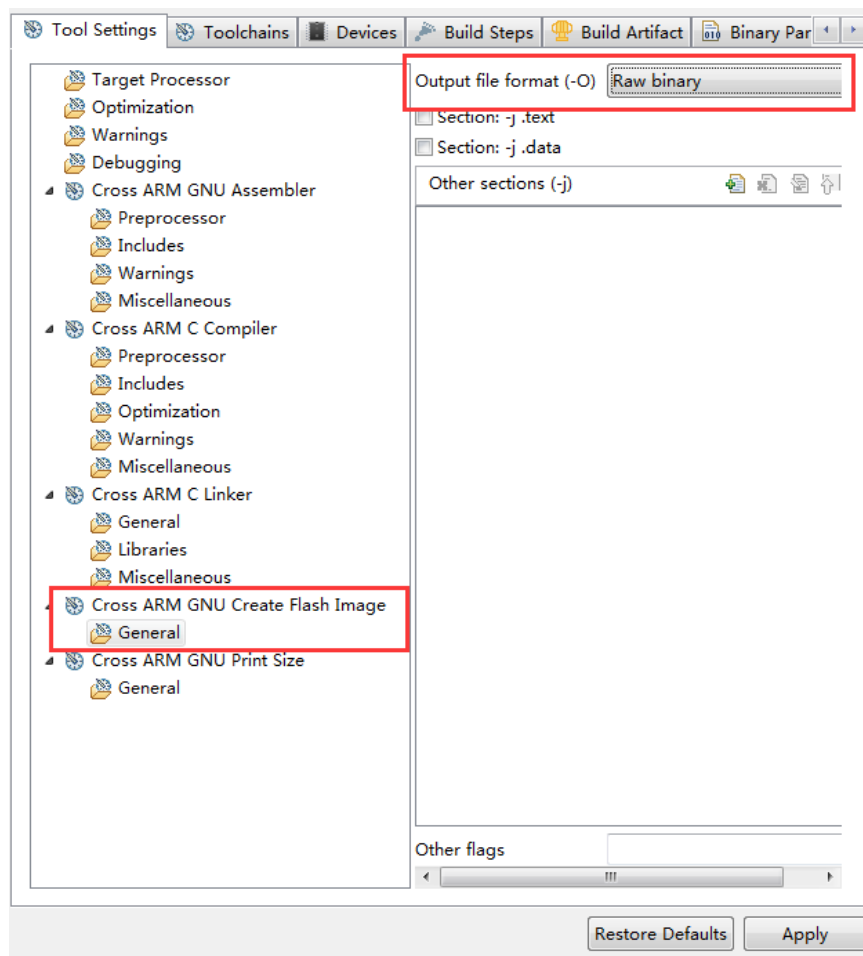 Tool Settings Toolchains Devices Build Steps Build Artifact Binary Par
Target Processor
Optimization
Warnings
Debugging
Cross ARM GNU Assembler
Preprocessor
Includes
Warnings
Miscellaneous
Cross ARM C Compiler
Preprocessor
Includes
Optimization
Warnings
Miscellaneous
Cross ARM C Linker
General
Libraries
Miscellaneous
Cross ARM GNU Create Flash Image
General
Cross ARM GNU Print Size
General
Output file format (-O) Raw binary
Section: -j .text
Section: -j .data
Other sections (-j)
Other flags
Restore Defaults Apply